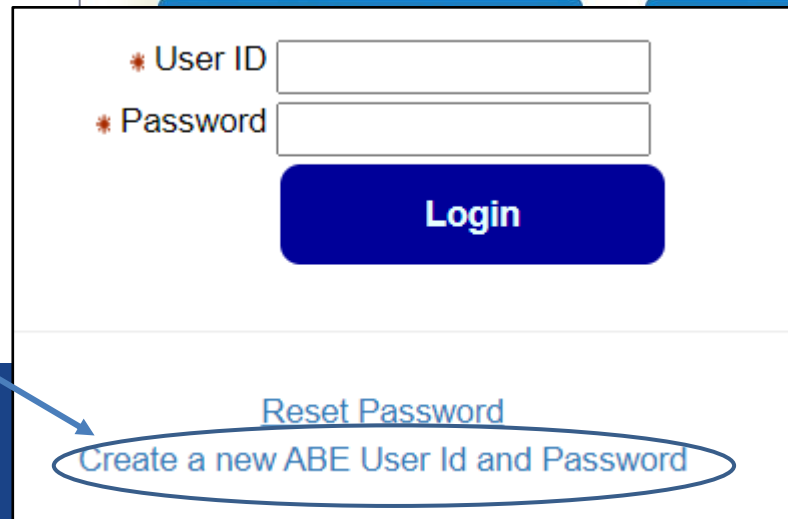 * User ID
* Password
Login
Reset Password
Create a new ABE User Id and Password